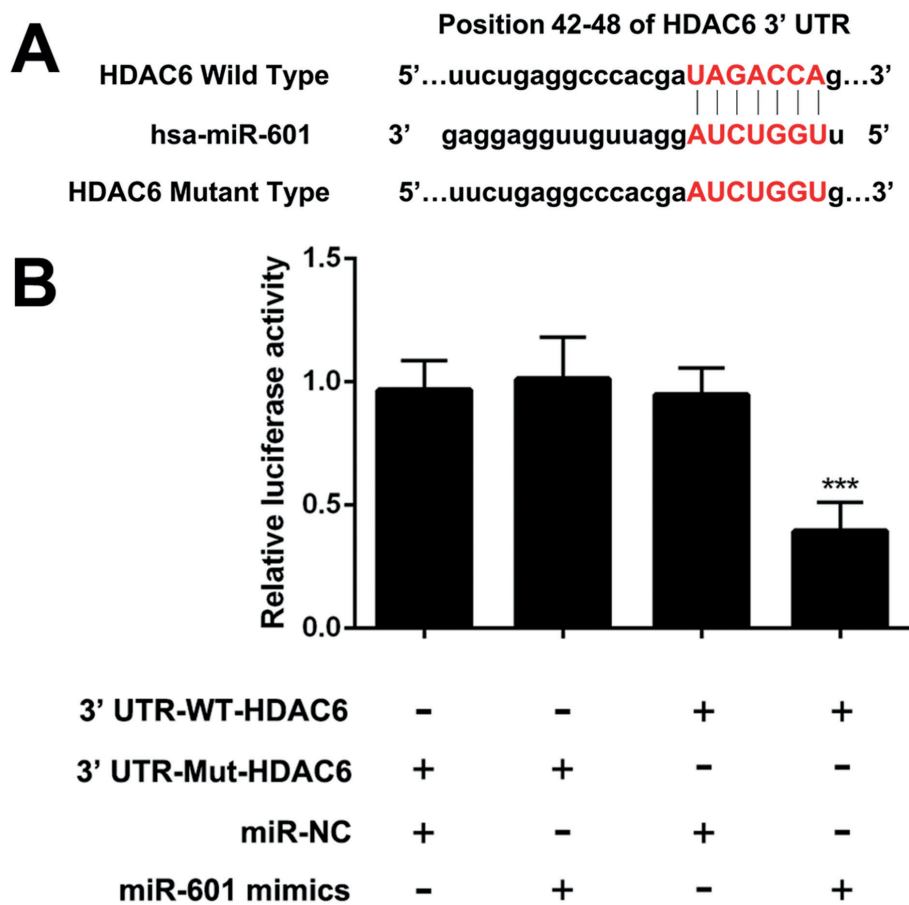 A
Position 42-48 of HDAC6 3’ UTR
HDAC6 Wild Type 5’…uucugaggcccacgaUAGACCAg…3’
hsa-miR-601 3’ gaggagguuguuaggAUCUGGUu 5’
HDAC6 Mutant Type 5’…uucugaggcccacgaAUCUGGUg…3’
B
Relative luciferase activity
1.5
1.0
0.5
0.0
***
3’ UTR-WT-HDAC6 - - + +
3’ UTR-Mut-HDAC6 + + - -
miR-NC + - + -
miR-601 mimics - + - +